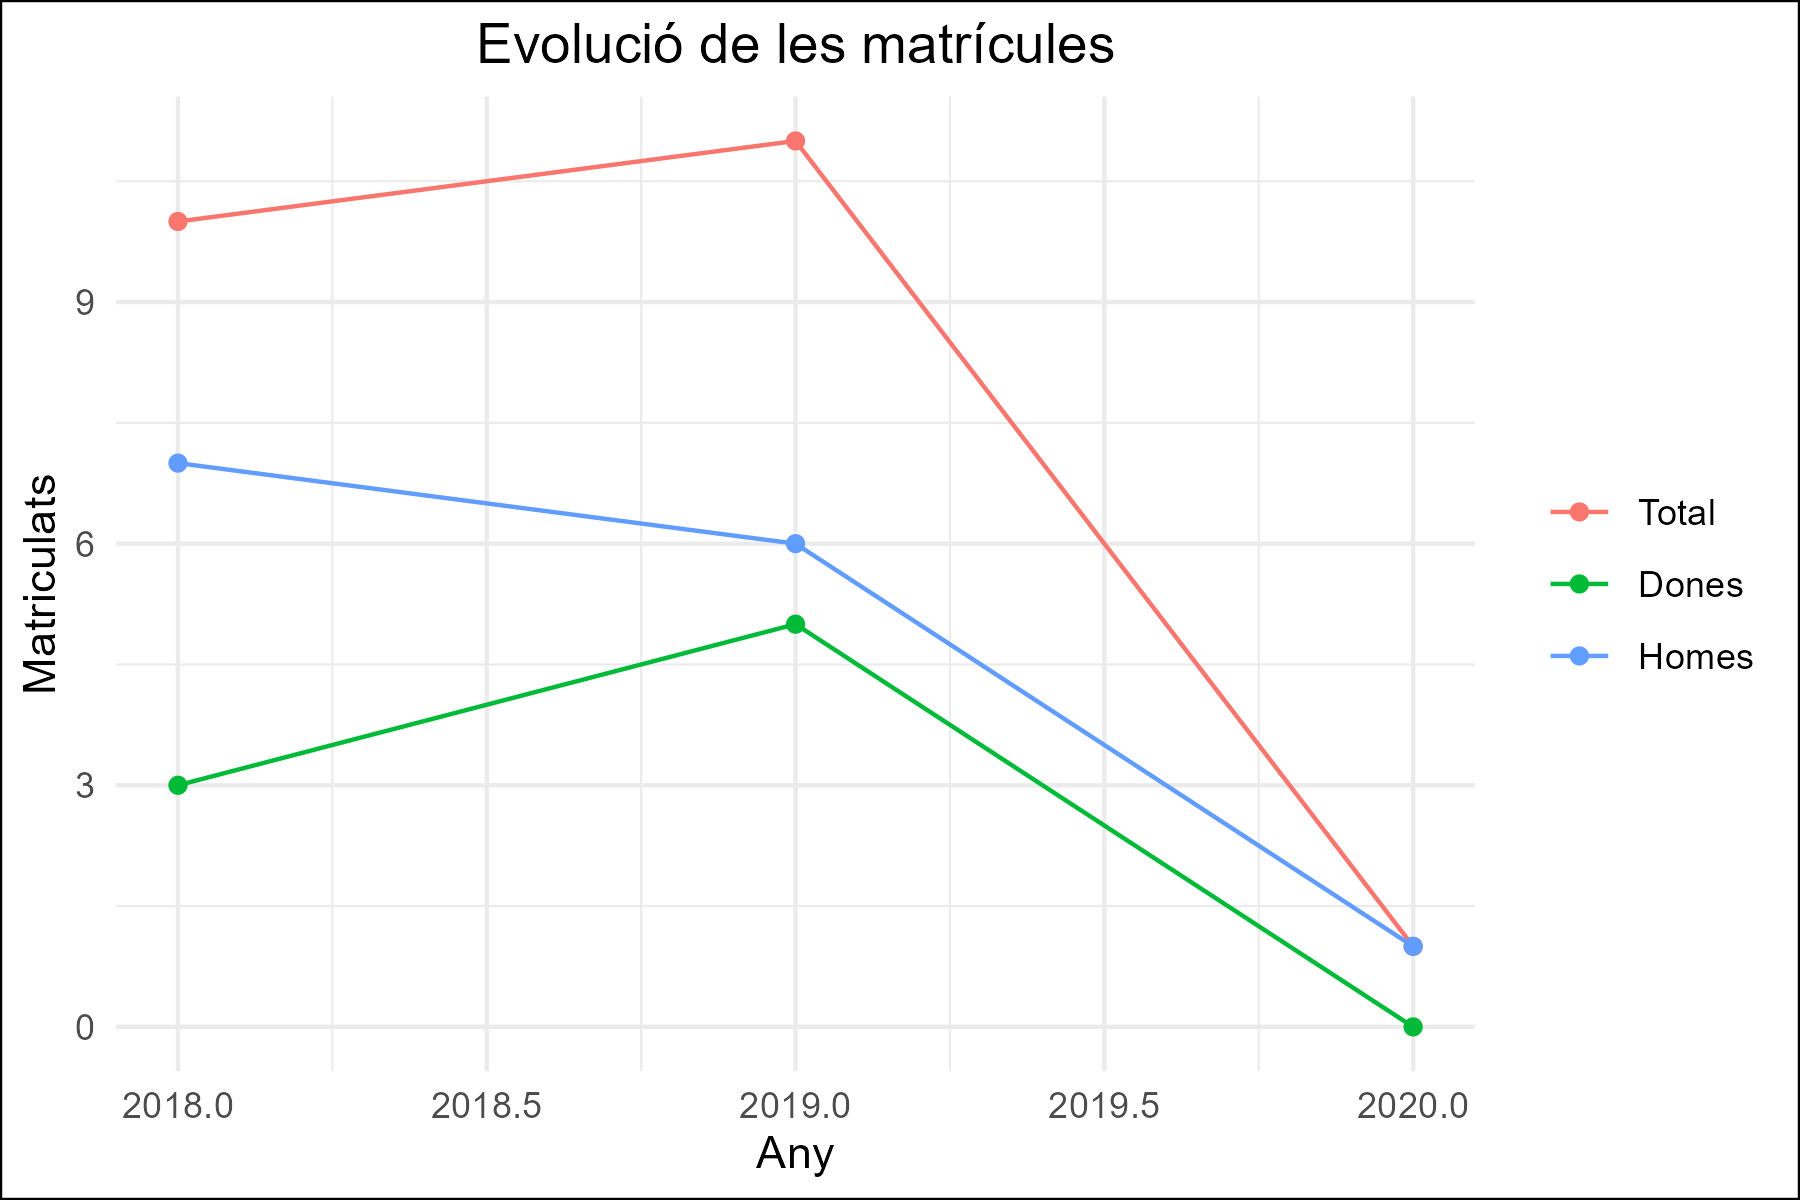 Evolució de les matrícules
Matriculats
9
6
3
0
2018.0 2018.5 2019.0 2019.5 2020.0
Any
Total
Dones
Homes